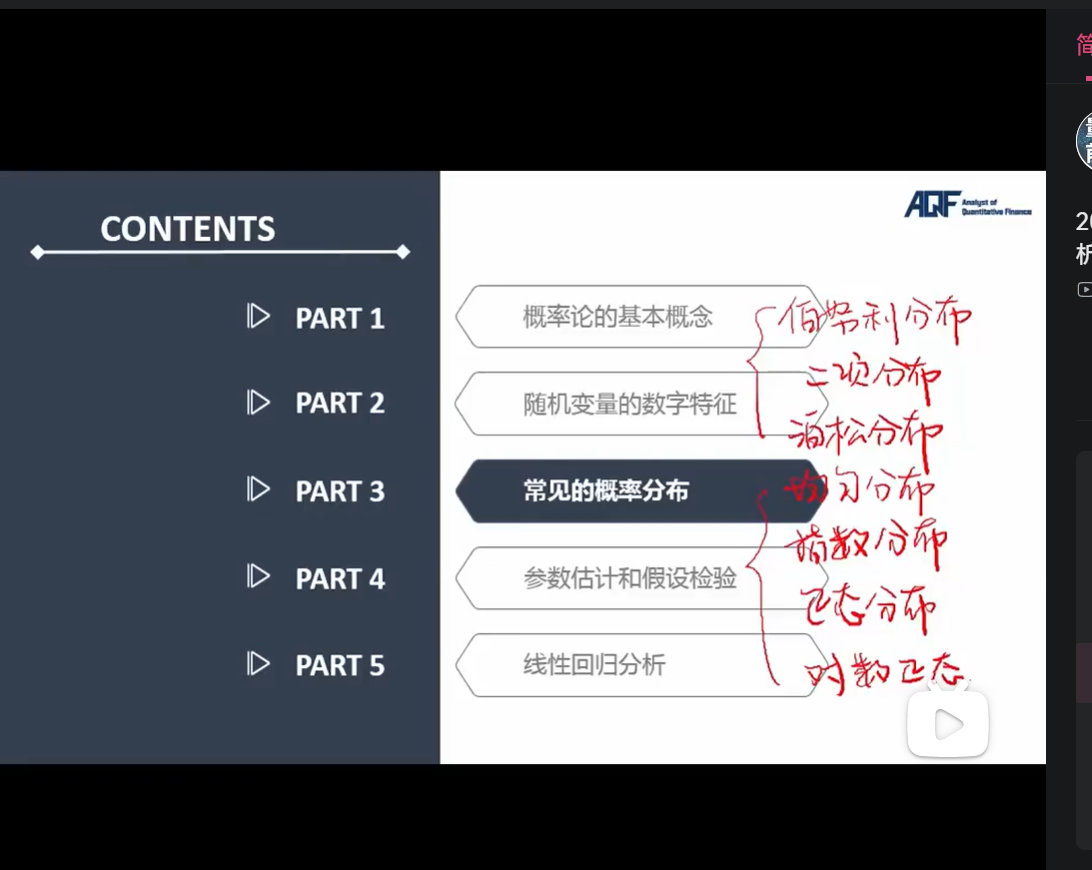 简
CONTENTS
AQF Analyst of
Quantitative Finance
PART 1
概率论的基本概念
伯努利分布
PART 2
随机变量的数字特征
二项分布
泊松分布
PART 3
常见的概率分布
均匀分布
指数分布
PART 4
参数估计和假设检验
正态分布
PART 5
线性回归分析
对数正态
析